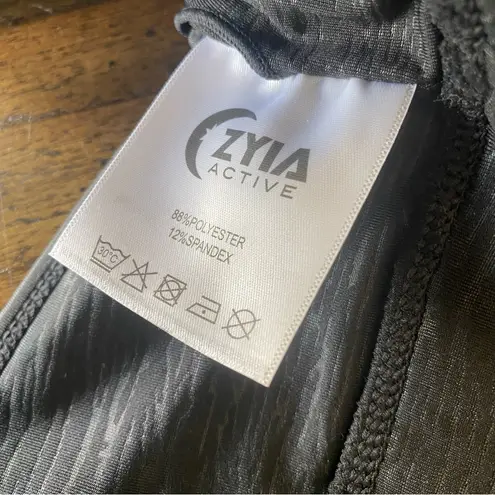 ZYIA
ACTIVE
88%POLYESTER
12%SPANDEX
30°C